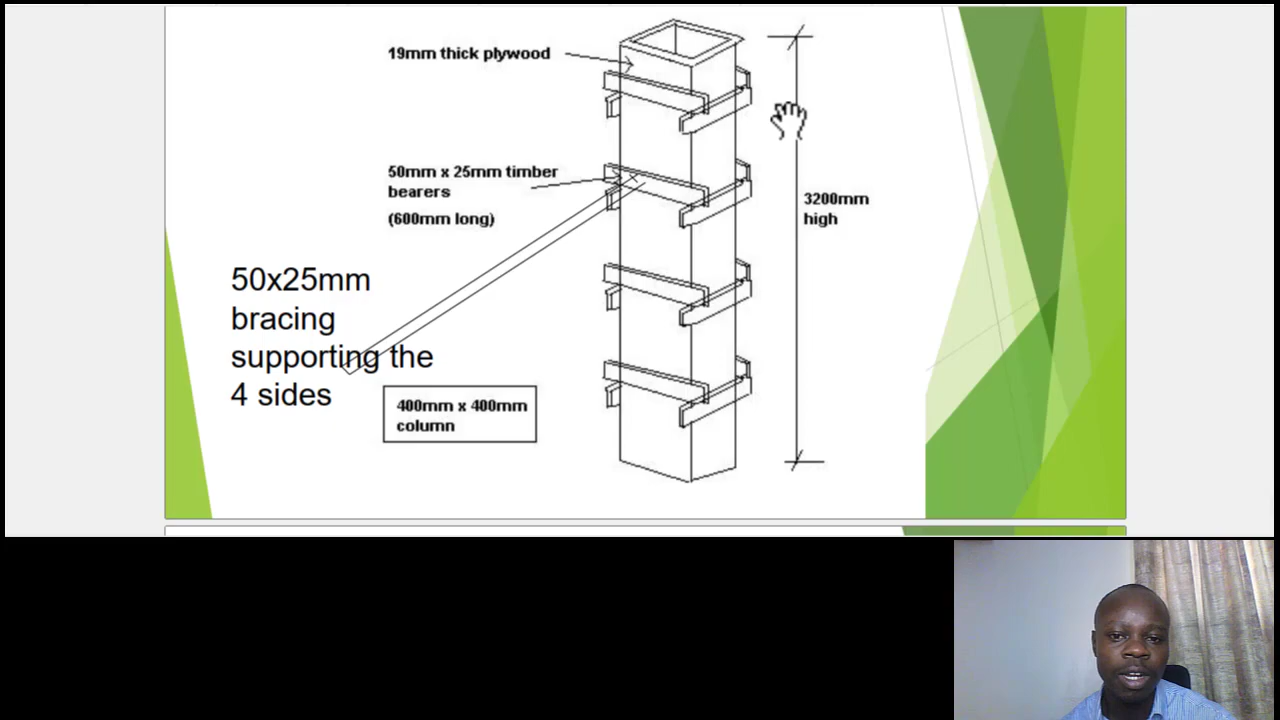 19mm thick plywood
50mm x 25mm timber
bearers
(600mm long)
3200mm
high
50x25mm
bracing
supporting the
4 sides
400mm x 400mm
column